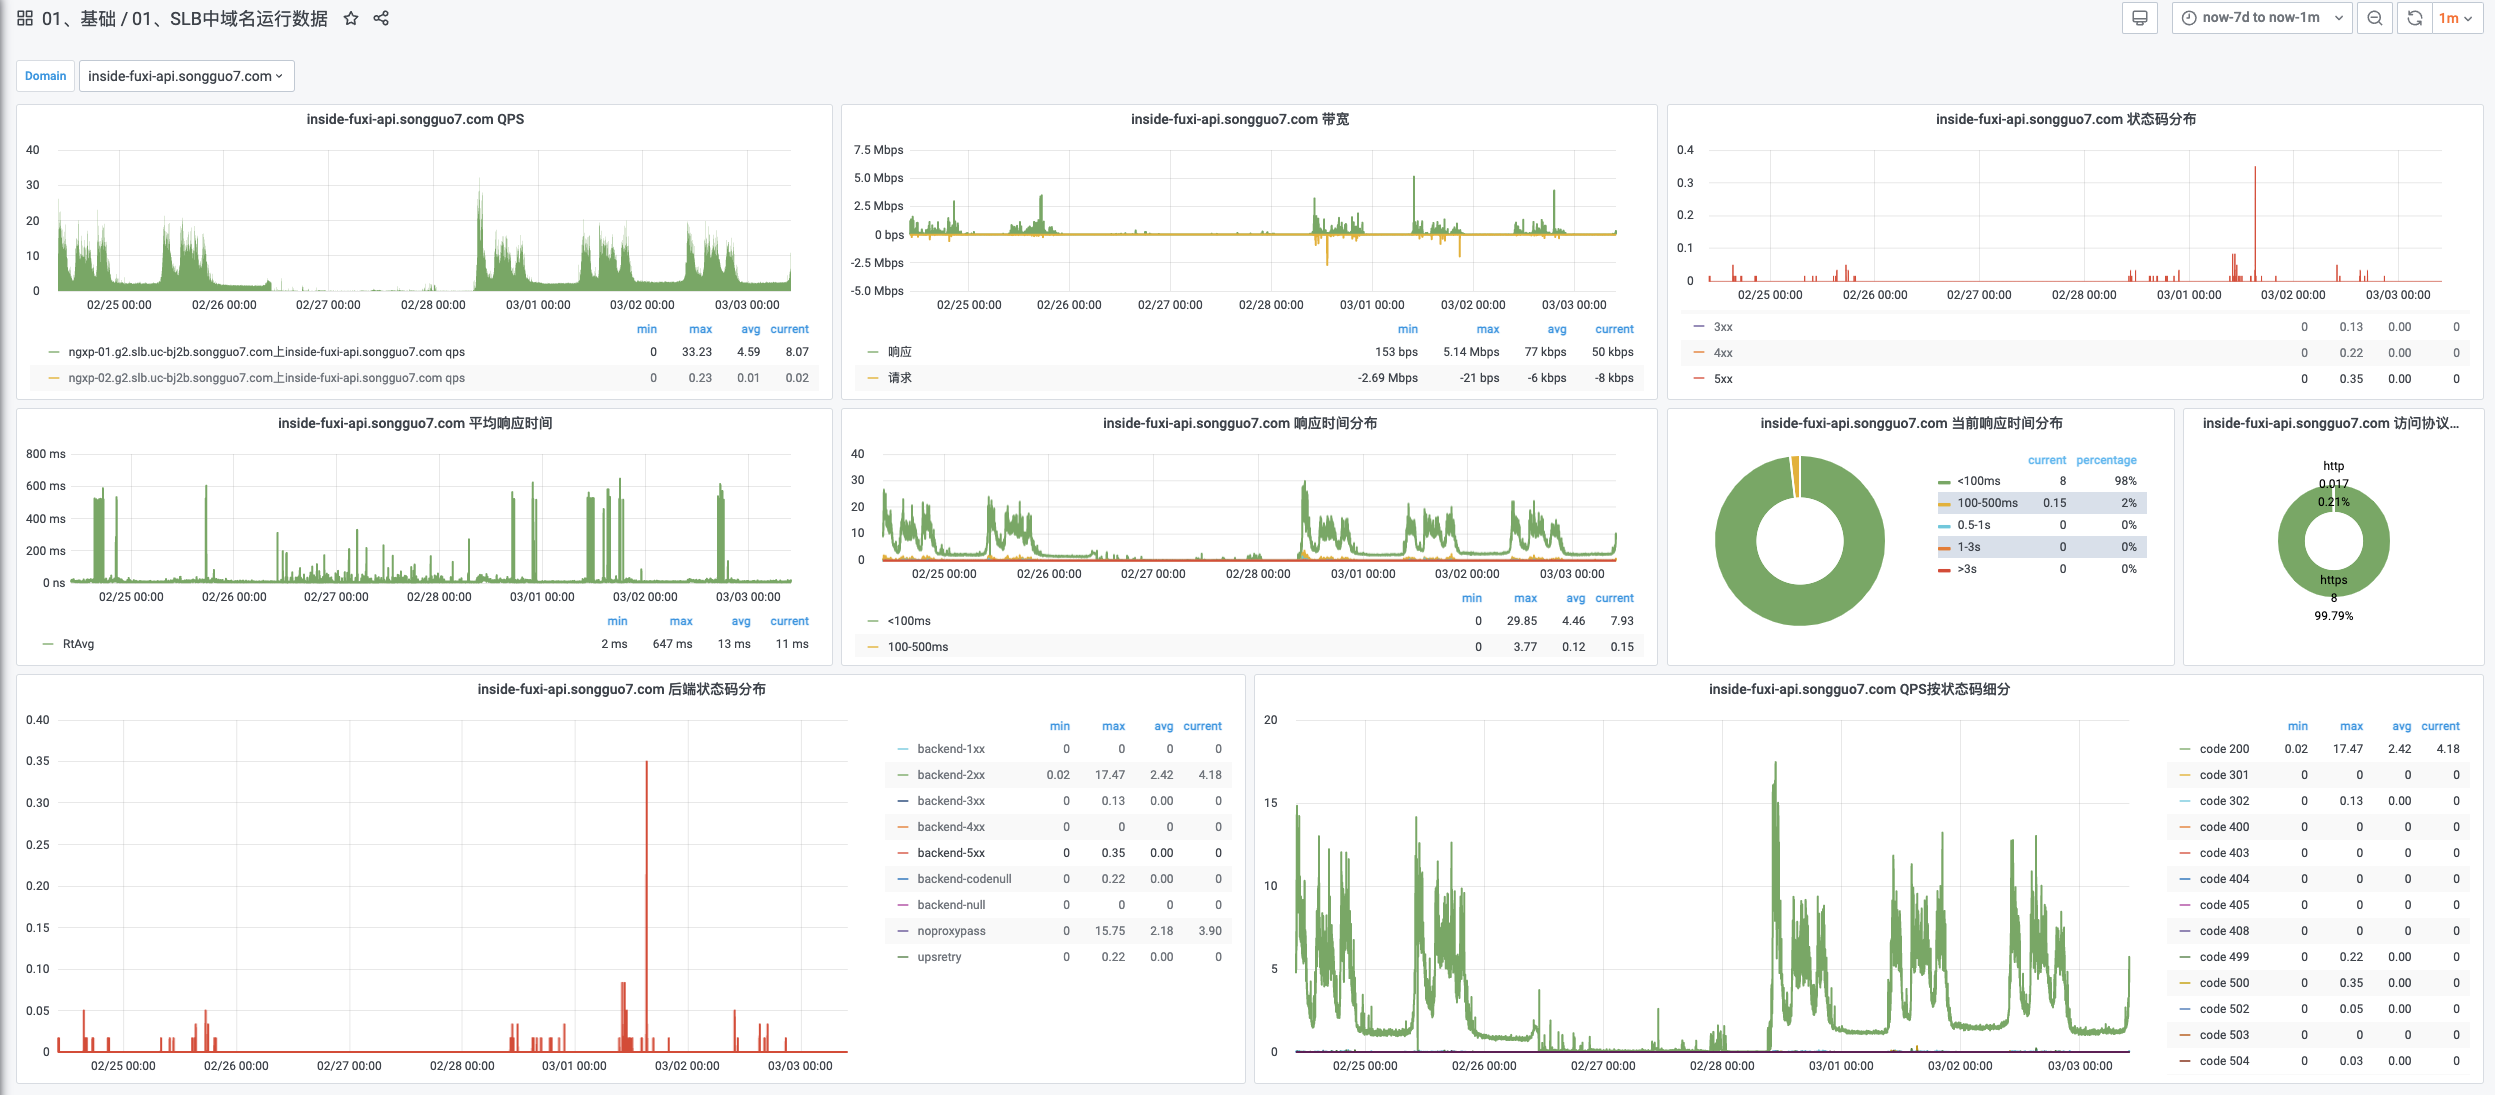 01、基础 / 01、SLB中域名运行数据
now-7d to now-1m
1m
Domain
inside-fuxi-api.songguo7.com
inside-fuxi-api.songguo7.com QPS
40
30
20
10
0
02/25 00:00 02/26 00:00 02/27 00:00 02/28 00:00 03/01 00:00 03/02 00:00 03/03 00:00
min max avg current
ngxp-01.g2.slb.uc-bj2b.songguo7.com上inside-fuxi-api.songguo7.com qps 0 33.23 4.59 8.07
ngxp-02.g2.slb.uc-bj2b.songguo7.com上inside-fuxi-api.songguo7.com qps 0 0.23 0.01 0.02
inside-fuxi-api.songguo7.com 带宽
7.5 Mbps
5.0 Mbps
2.5 Mbps
0 bps
-2.5 Mbps
-5.0 Mbps
02/25 00:00 02/26 00:00 02/27 00:00 02/28 00:00 03/01 00:00 03/02 00:00 03/03 00:00
min max avg current
响应 153 bps 5.14 Mbps 77 kbps 50 kbps
请求 -2.69 Mbps -21 bps -6 kbps -8 kbps
inside-fuxi-api.songguo7.com 状态码分布
0.4
0.3
0.2
0.1
0
02/25 00:00 02/26 00:00 02/27 00:00 02/28 00:00 03/01 00:00 03/02 00:00 03/03 00:00
3xx 0 0.13 0.00 0
4xx 0 0.22 0.00 0
5xx 0 0.35 0.00 0
inside-fuxi-api.songguo7.com 平均响应时间
800 ms
600 ms
400 ms
200 ms
0 ns
02/25 00:00 02/26 00:00 02/27 00:00 02/28 00:00 03/01 00:00 03/02 00:00 03/03 00:00
min max avg current
RtAvg 2 ms 647 ms 13 ms 11 ms
inside-fuxi-api.songguo7.com 响应时间分布
40
30
20
10
0
02/25 00:00 02/26 00:00 02/27 00:00 02/28 00:00 03/01 00:00 03/02 00:00 03/03 00:00
min max avg current
<100ms 0 29.85 4.46 7.93
100-500ms 0 3.77 0.12 0.15
inside-fuxi-api.songguo7.com 当前响应时间分布
current percentage
<100ms 8 98%
100-500ms 0.15 2%
0.5-1s 0 0%
1-3s 0 0%
>3s 0 0%
inside-fuxi-api.songguo7.com 访问协议...
http
0.017
0.21%
https
8
99.79%
inside-fuxi-api.songguo7.com 后端状态码分布
0.40
0.35
0.30
0.25
0.20
0.15
0.10
0.05
0
02/25 00:00 02/26 00:00 02/27 00:00 02/28 00:00 03/01 00:00 03/02 00:00 03/03 00:00
min max avg current
backend-1xx 0 0 0 0
backend-2xx 0.02 17.47 2.42 4.18
backend-3xx 0 0.13 0.00 0
backend-4xx 0 0 0 0
backend-5xx 0 0.35 0.00 0
backend-codenull 0 0.22 0.00 0
backend-null 0 0 0 0
noproxypass 0 15.75 2.18 3.90
upsretry 0 0.22 0.00 0
inside-fuxi-api.songguo7.com QPS按状态码细分
20
15
10
5
0
02/25 00:00 02/26 00:00 02/27 00:00 02/28 00:00 03/01 00:00 03/02 00:00 03/03 00:00
min max avg current
code 200 0.02 17.47 2.42 4.18
code 301 0 0 0 0
code 302 0 0.13 0.00 0
code 400 0 0 0 0
code 403 0 0 0 0
code 404 0 0 0 0
code 405 0 0 0 0
code 408 0 0 0 0
code 499 0 0.22 0.00 0
code 500 0 0.35 0.00 0
code 502 0 0.05 0.00 0
code 503 0 0 0 0
code 504 0 0.03 0.00 0